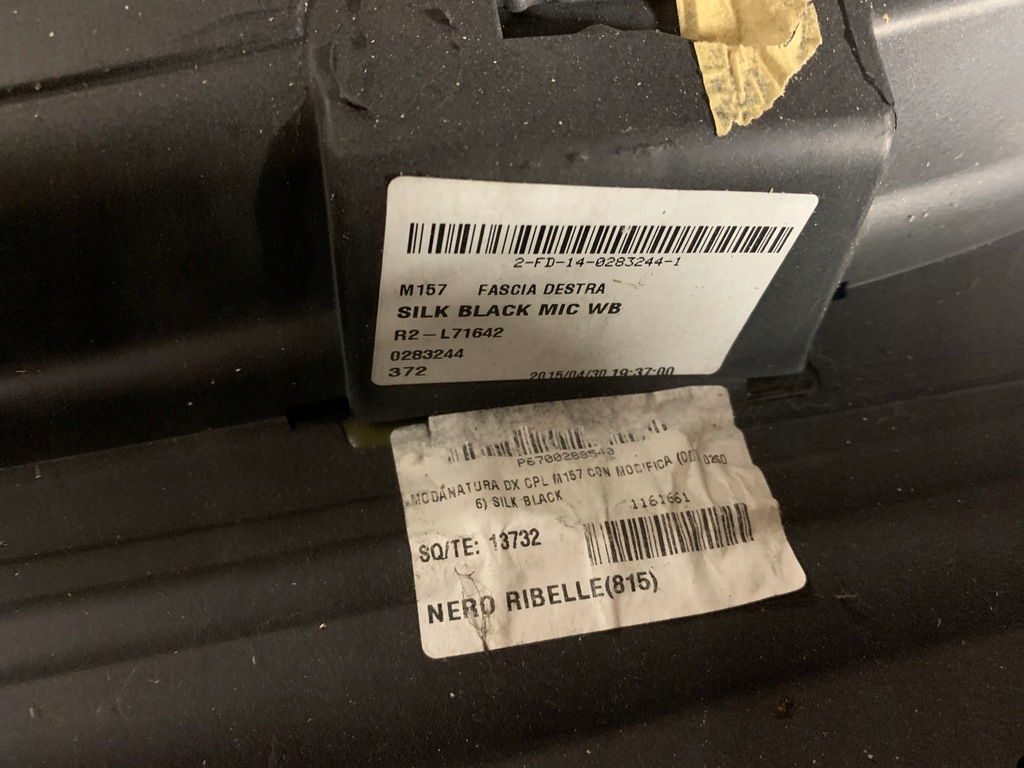 2-FD-14-0283244-1
M157 FASCIA DESTRA
SILK BLACK MIC WB
R2-L71642
0283244
372 2015/04/30 19:37:00
P6700288540
MODANATURA DX CPL M157 CON MODIFICA
6) SILK BLACK 1161661
SQ/TE: 13732
NERO RIBELLE(815)